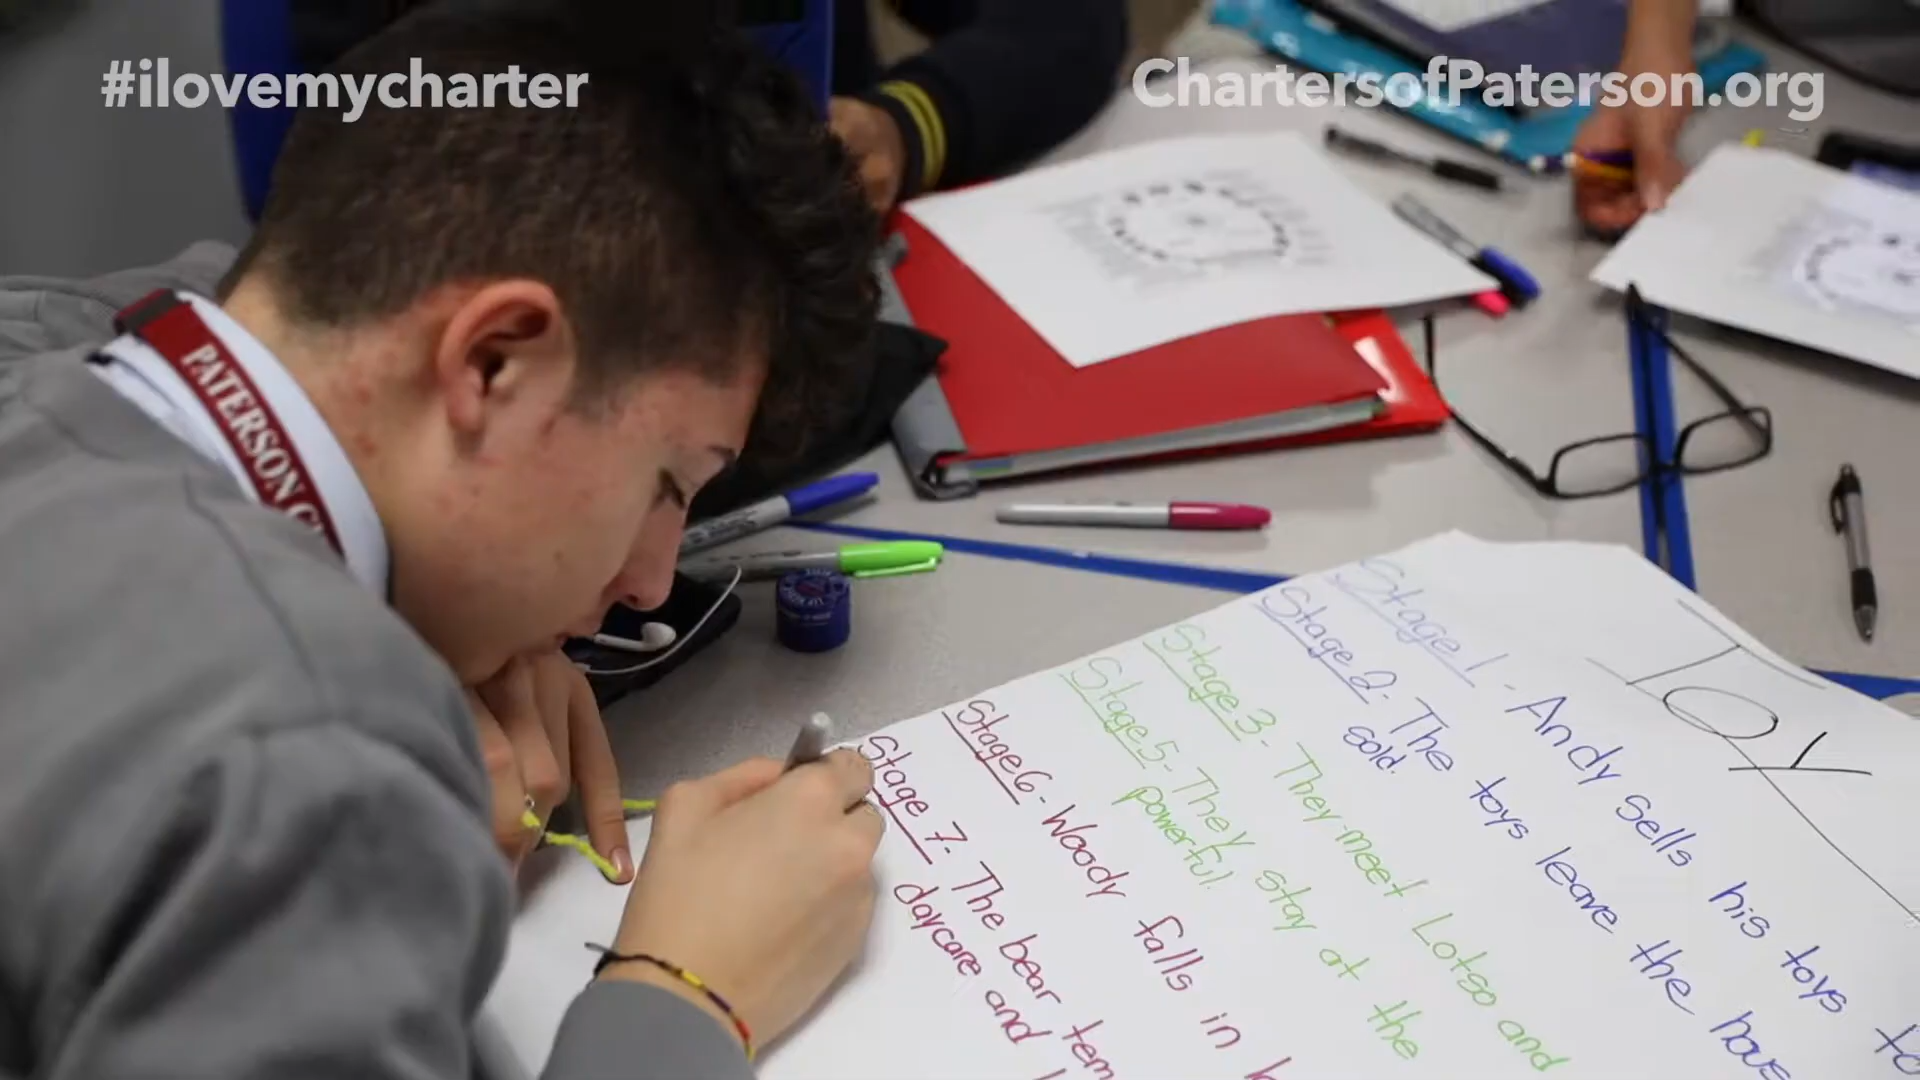 #ilovemycharter
ChartersofPaterson.org
PATERSON
TOY
Stage 1 - Andy sells his toys
Stage 2 - The toys leave the
sold.
Stage 3 - They meet Lotso and
Stage 5 - They stay at the
powerful.
Stage 6 - Woody falls in
Stage 7 - The bear
daycare and